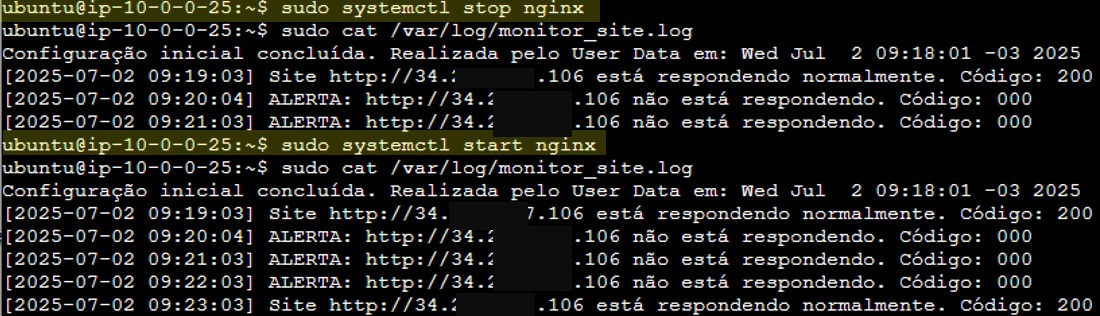 ubuntu@ip-10-0-0-25:~$ sudo systemctl stop nginx
ubuntu@ip-10-0-0-25:~$ sudo cat /var/log/monitor_site.log
Configuração inicial concluída. Realizada pelo User Data em: Wed Jul  2 09:18:01 -03 2025
[2025-07-02 09:19:03] Site http://34.2 .106 está respondendo normalmente. Código: 200
[2025-07-02 09:20:04] ALERTA: http://34.2 .106 não está respondendo. Código: 000
[2025-07-02 09:21:03] ALERTA: http://34.2 .106 não está respondendo. Código: 000
ubuntu@ip-10-0-0-25:~$ sudo systemctl start nginx
ubuntu@ip-10-0-0-25:~$ sudo cat /var/log/monitor_site.log
Configuração inicial concluída. Realizada pelo User Data em: Wed Jul  2 09:18:01 -03 2025
[2025-07-02 09:19:03] Site http://34. 7.106 está respondendo normalmente. Código: 200
[2025-07-02 09:20:04] ALERTA: http://34.2 .106 não está respondendo. Código: 000
[2025-07-02 09:21:03] ALERTA: http://34.2 .106 não está respondendo. Código: 000
[2025-07-02 09:22:03] ALERTA: http://34.2 .106 não está respondendo. Código: 000
[2025-07-02 09:23:03] Site http://34.2 .106 está respondendo normalmente. Código: 200